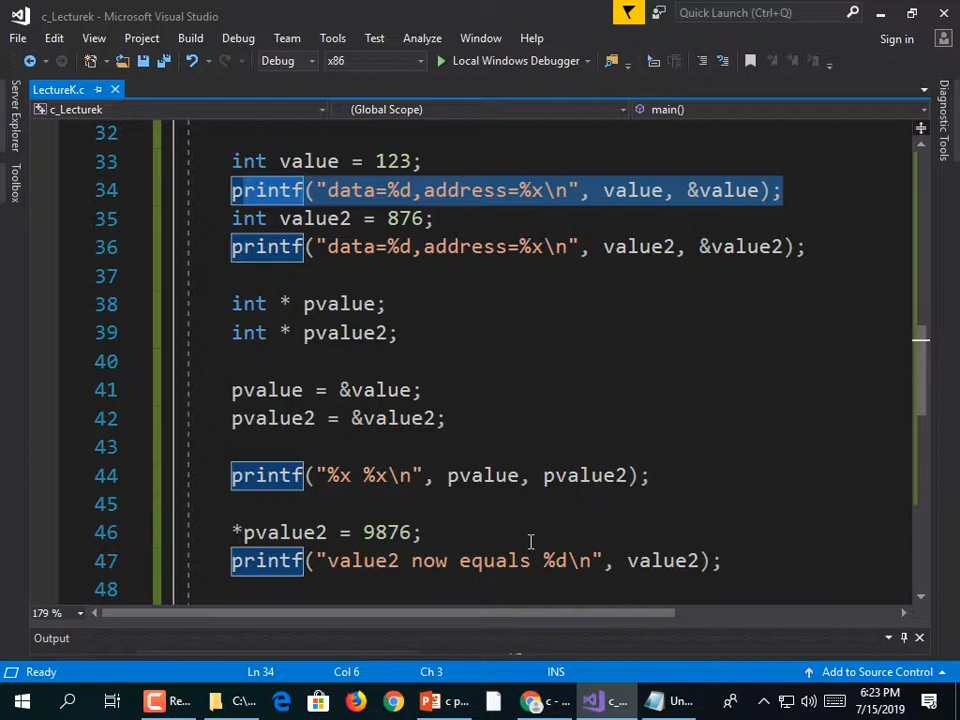 c_Lecturek - Microsoft Visual Studio
Quick Launch (Ctrl+Q)
File Edit View Project Build Debug Team Tools Test Analyze Window Help
Sign in
Debug x86 Local Windows Debugger
LectureK.c
c_Lecturek (Global Scope) main()
Server Explorer
Toolbox
Diagnostic Tools
32
33 int value = 123;
34 printf("data=%d,address=%x\n", value, &value);
35 int value2 = 876;
36 printf("data=%d,address=%x\n", value2, &value2);
37
38 int * pvalue;
39 int * pvalue2;
40
41 pvalue = &value;
42 pvalue2 = &value2;
43
44 printf("%x %x\n", pvalue, pvalue2);
45
46 *pvalue2 = 9876;
47 printf("value2 now equals %d\n", value2);
48
179 %
Output
Ready Ln 34 Col 6 Ch 3 INS Add to Source Control
Re... C:\... c p... c - ... c_... Un... 6:23 PM
7/15/2019